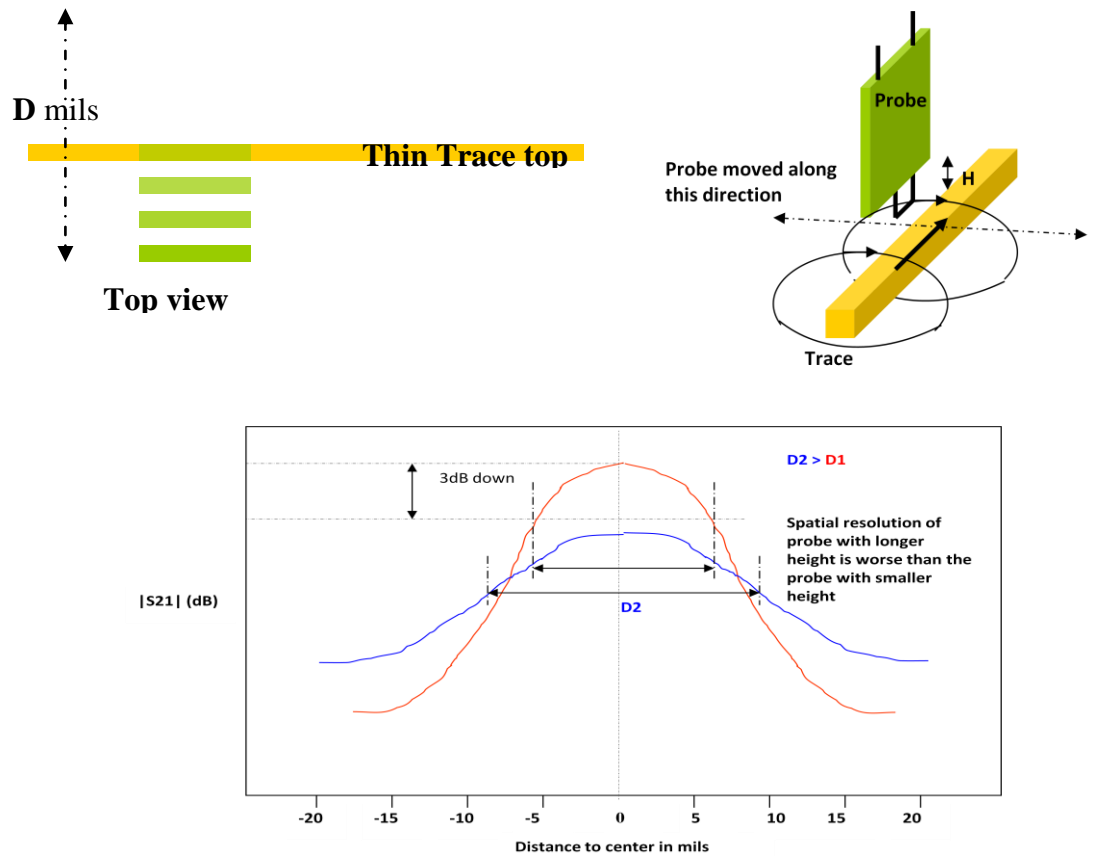 D mils
Thin Trace top
Top view
Probe
Probe moved along
this direction
H
Trace
D2 > D1
3dB down
Spatial resolution of
probe with longer
height is worse than the
probe with smaller
height
|S21| (dB)
D2
-20 -15 -10 -5 0 5 10 15 20
Distance to center in mils